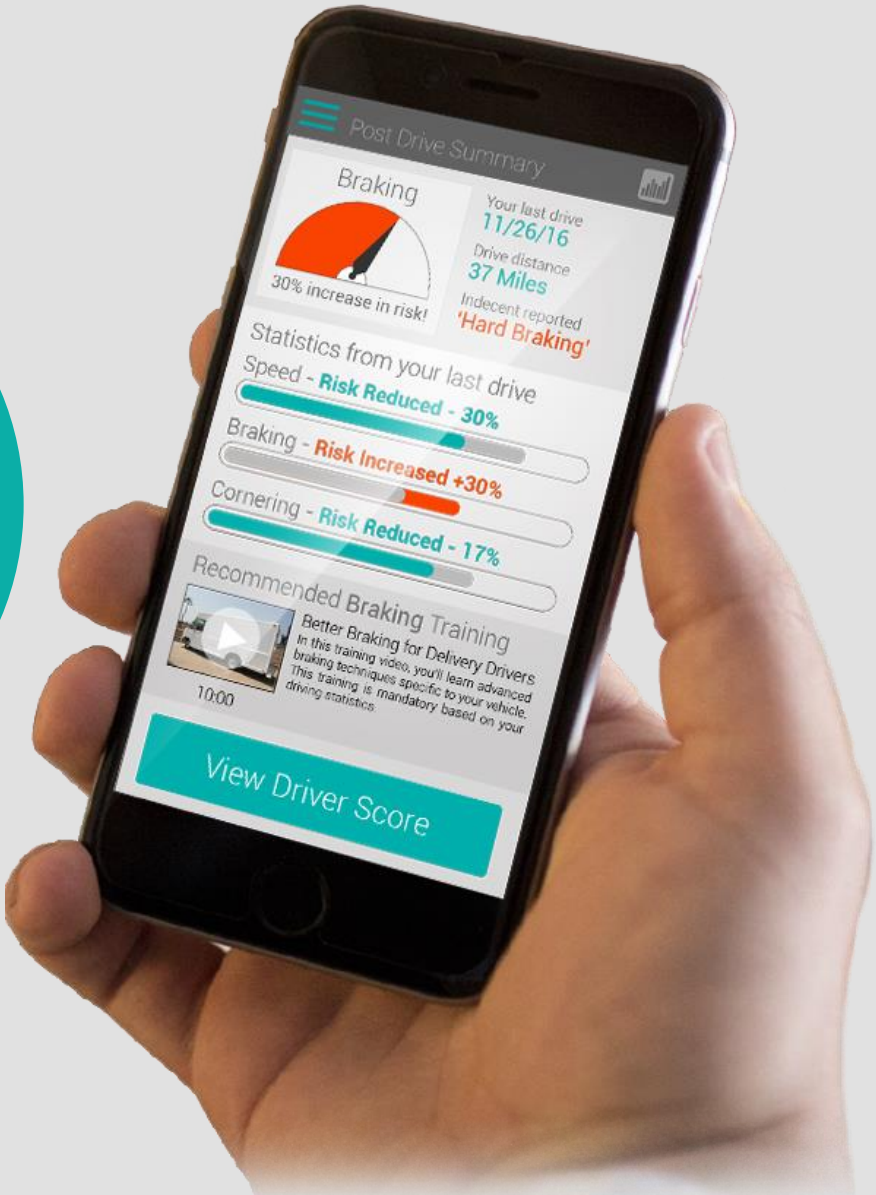 Post Drive Summary
Braking
30% increase in risk!
Your last drive
11/26/16
Drive distance
37 Miles
Indecent reported
'Hard Braking'
Statistics from your last drive
Speed - Risk Reduced - 30%
Braking - Risk Increased +30%
Cornering - Risk Reduced - 17%
Recommended Braking Training
10:00
Better Braking for Delivery Drivers
In this training video, you'll learn advanced
braking techniques specific to your vehicle.
This training is mandatory based on your
driving statistics
View Driver Score